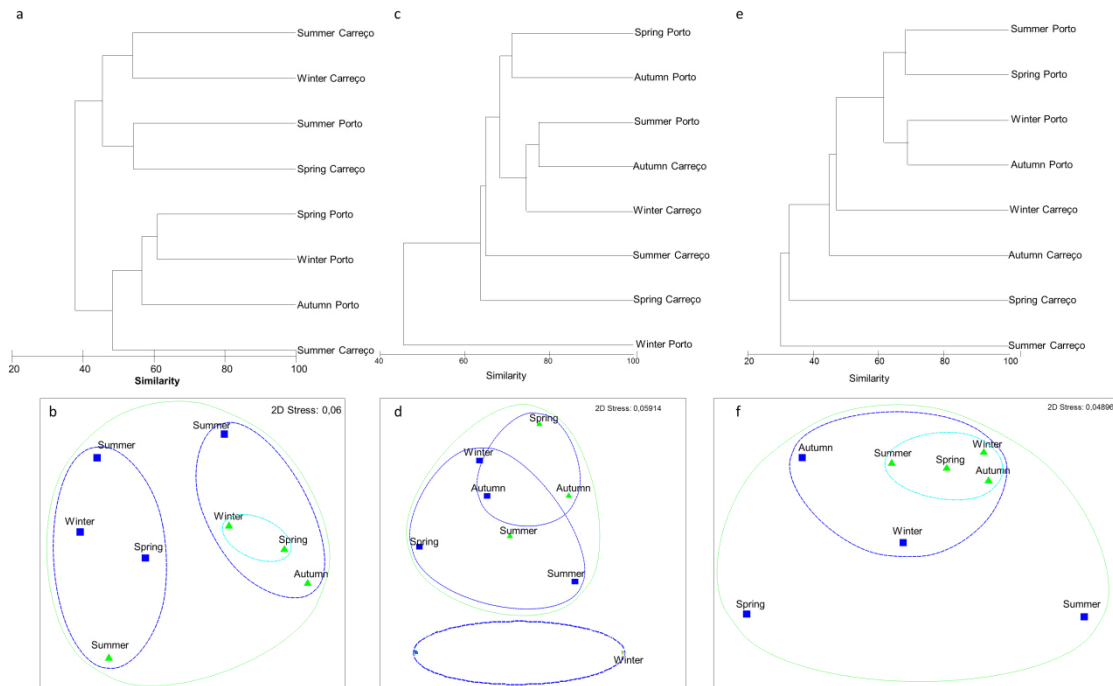 a
Summer Carreço
Winter Carreço
Summer Porto
Spring Carreço
Spring Porto
Winter Porto
Autumn Porto
Summer Carreço
20 40 60 80 100
Similarity
c
Spring Porto
Autumn Porto
Summer Porto
Autumn Carreço
Winter Carreço
Summer Carreço
Spring Carreço
Winter Porto
40 60 80 100
Similarity
e
Summer Porto
Spring Porto
Winter Porto
Autumn Porto
Winter Carreço
Autumn Carreço
Spring Carreço
Summer Carreço
20 40 60 80 100
Similarity
b
2D Stress: 0,06
Summer
Summer
Winter
Winter
Spring
Spring
Autumn
Summer
d
2D Stress: 0,05914
Spring
Winter
Autumn
Autumn
Summer
Spring
Summer
Winter
f
2D Stress: 0,04896
Autumn
Summer
Winter
Spring
Autumn
Winter
Spring
Summer